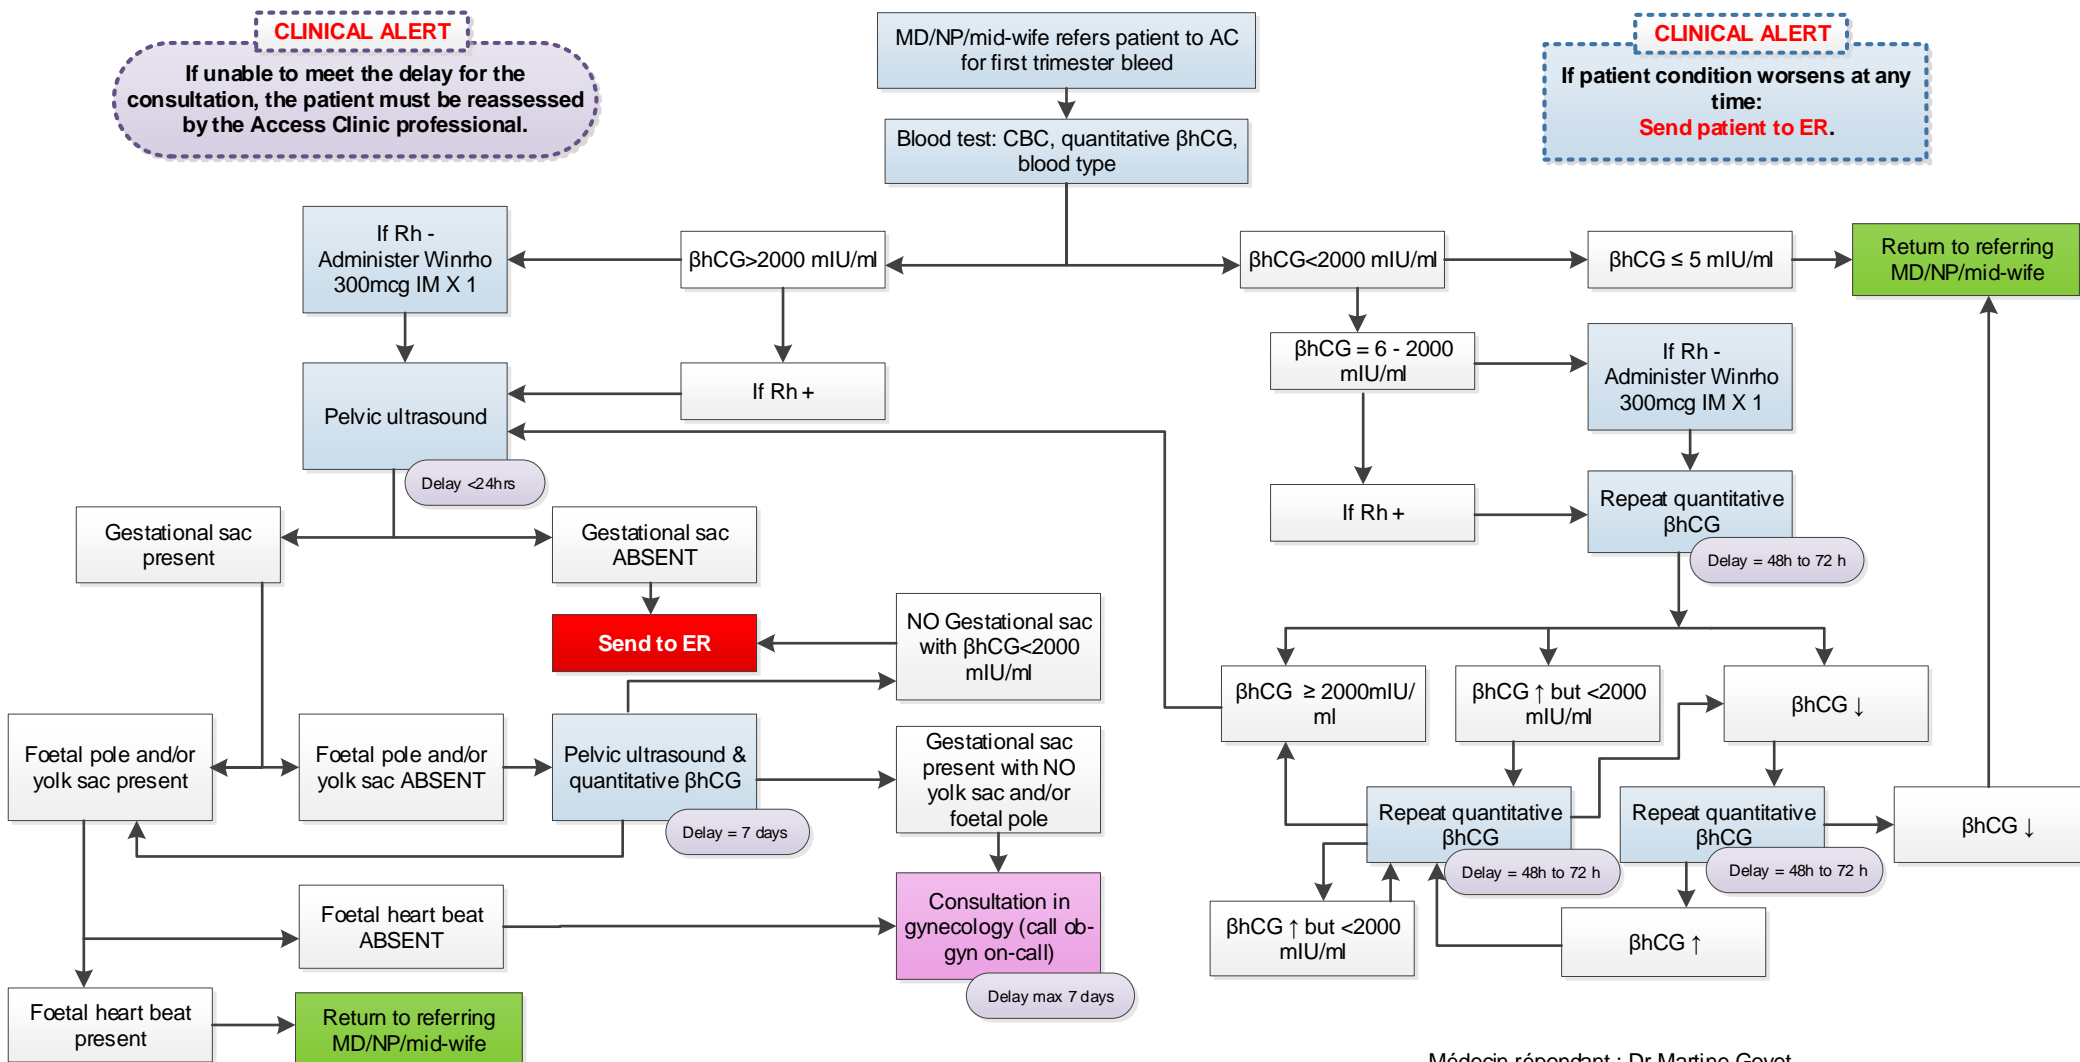 CLINICAL ALERT
If unable to meet the delay for the
consultation, the patient must be reassessed
by the Access Clinic professional.
MD/NP/mid-wife refers patient to AC
for first trimester bleed
CLINICAL ALERT
If patient condition worsens at any
time:
Send patient to ER.
Blood test: CBC, quantitative βhCG,
blood type
If Rh -
Administer Winrho
300mcg IM X 1
βhCG>2000 mIU/ml
βhCG<2000 mIU/ml
βhCG ≤ 5 mIU/ml
Return to referring
MD/NP/mid-wife
βhCG = 6 - 2000
mIU/ml
If Rh -
Administer Winrho
300mcg IM X 1
If Rh +
Pelvic ultrasound
Delay <24hrs
If Rh +
Repeat quantitative
βhCG
Delay = 48h to 72 h
Gestational sac
present
Gestational sac
ABSENT
Send to ER
NO Gestational sac
with βhCG<2000
mIU/ml
βhCG ≥ 2000mIU/
ml
βhCG ↑ but <2000
mIU/ml
βhCG ↓
Foetal pole and/or
yolk sac present
Foetal pole and/or
yolk sac ABSENT
Pelvic ultrasound &
quantitative βhCG
Delay = 7 days
Gestational sac
present with NO
yolk sac and/or
foetal pole
Repeat quantitative
βhCG
Delay = 48h to 72 h
Repeat quantitative
βhCG
Delay = 48h to 72 h
βhCG ↓
Foetal heart beat
ABSENT
Consultation in
gynecology (call ob-
gyn on-call)
Delay max 7 days
βhCG ↑ but <2000
mIU/ml
βhCG ↑
Foetal heart beat
present
Return to referring
MD/NP/mid-wife
Médecin répondant : Dr Martine Goyet